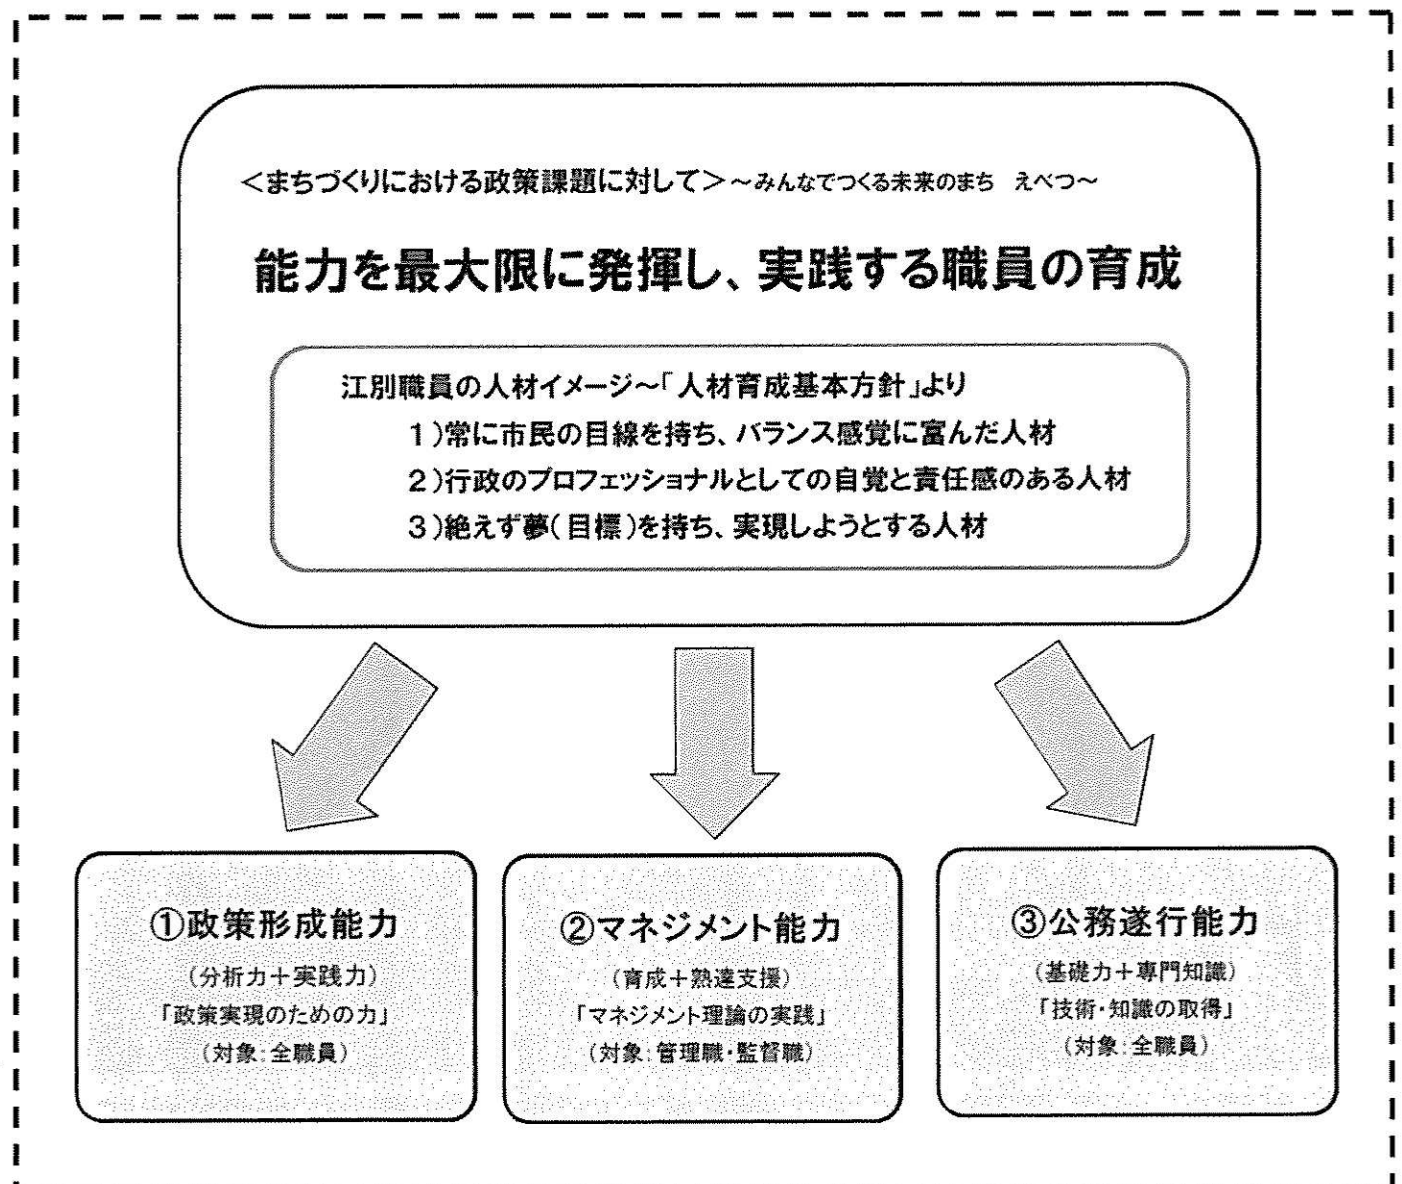 ＜まちづくりにおける政策課題に対して＞～みんなでつくる未来のまち　えべつ～
能力を最大限に発揮し、実践する職員の育成
江別職員の人材イメージ～「人材育成基本方針」より
１）常に市民の目線を持ち、バランス感覚に富んだ人材
２）行政のプロフェッショナルとしての自覚と責任感のある人材
３）絶えず夢（目標）を持ち、実現しようとする人材
①政策形成能力
（分析力＋実践力）
「政策実現のための力」
（対象：全職員）
②マネジメント能力
（育成＋熟達支援）
「マネジメント理論の実践」
（対象：管理職・監督職）
③公務遂行能力
（基礎力＋専門知識）
「技術・知識の取得」
（対象：全職員）